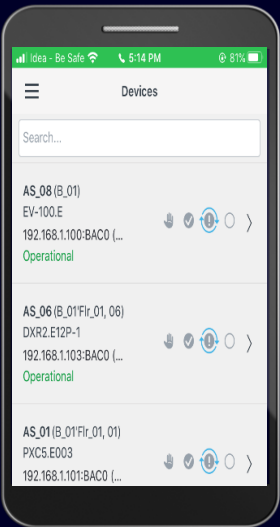 Idea - Be Safe 5:14 PM 81%
Devices
Search...
AS_08 (B_01)
EV-100.E
192.168.1.100:BAC0 (...
Operational
AS_06 (B_01'Flr_01, 06)
DXR2.E12P-1
192.168.1.103:BAC0 (...
Operational
AS_01 (B_01'Flr_01, 01)
PXC5.E003
192.168.1.101:BAC0 (...